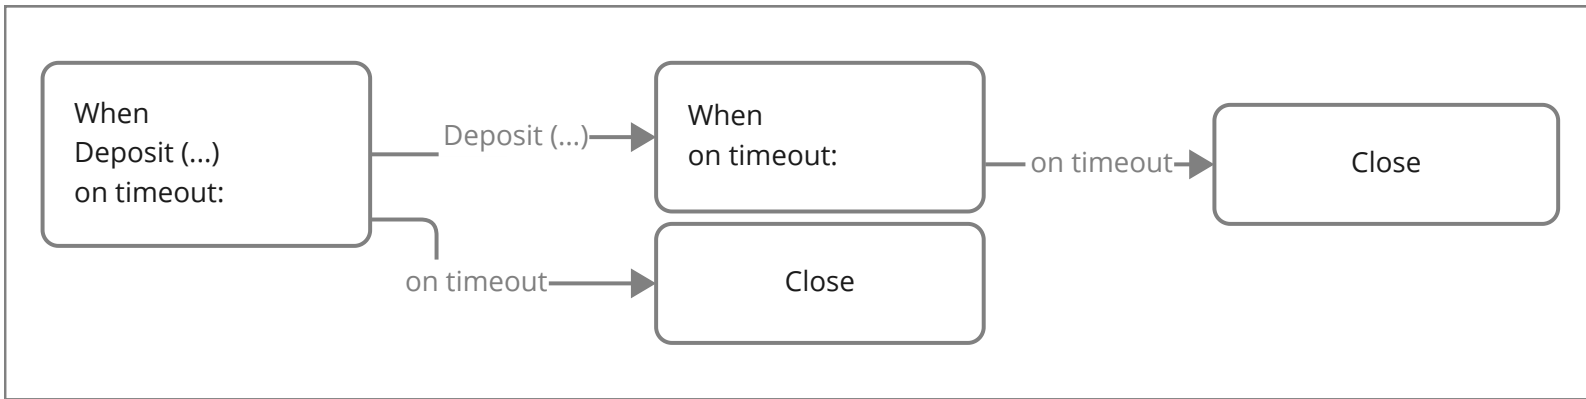 When
Deposit (...)
on timeout:
Deposit (...)
When
on timeout:
on timeout
Close
on timeout
Close